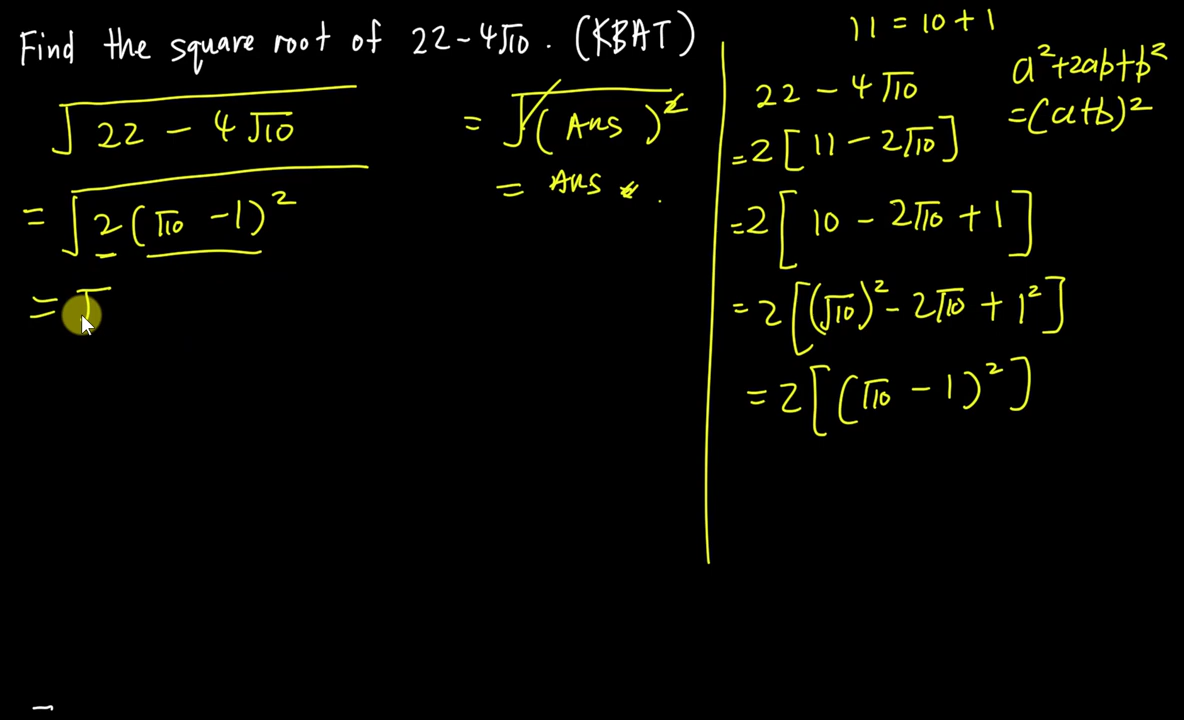 Find the square root of 22-4√10. (KBAT)
√(22 - 4√10) = √(Ans)²
= Ans.
= √(2(√10 -1)²)
= √
11 = 10+1
a²+2ab+b²
=(a+b)²
22 - 4√10
=2[11 - 2√10]
=2[10 - 2√10 + 1]
=2[(√10)² - 2√10 + 1²]
=2[(√10 - 1)²]